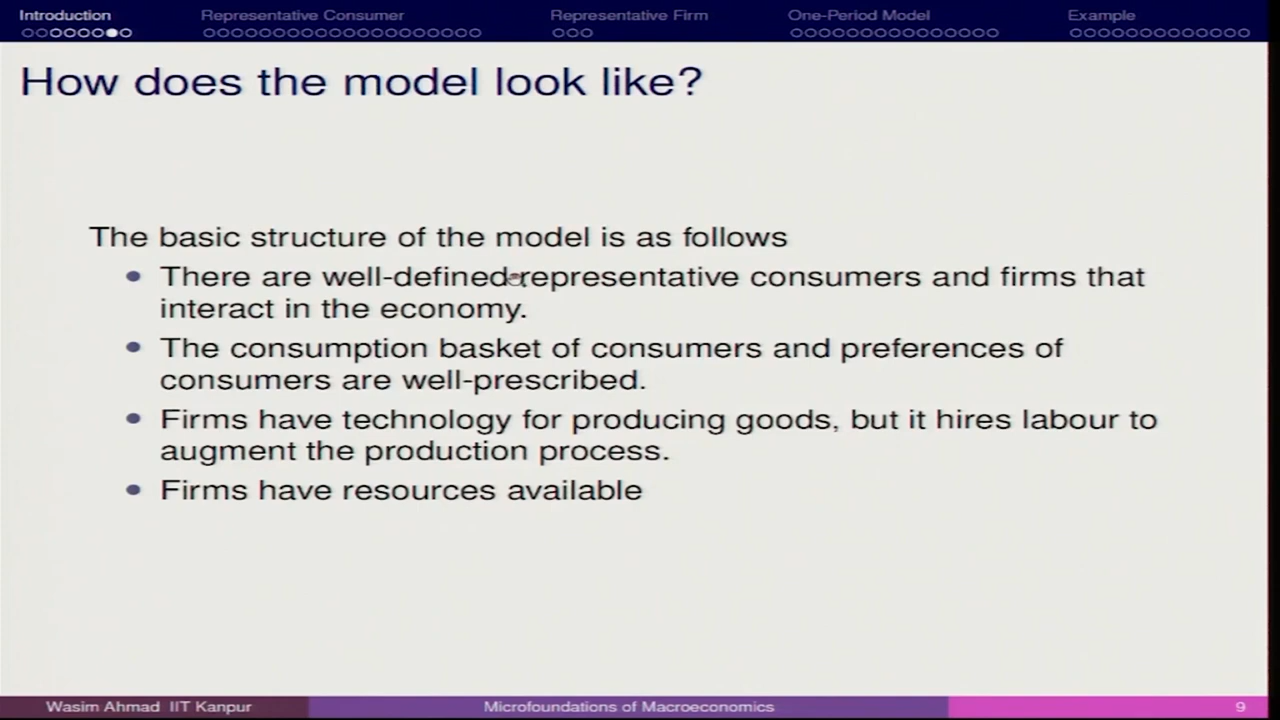 Introduction Representative Consumer Representative Firm One-Period Model Example
How does the model look like?
The basic structure of the model is as follows
There are well-defined representative consumers and firms that
interact in the economy.
The consumption basket of consumers and preferences of
consumers are well-prescribed.
Firms have technology for producing goods, but it hires labour to
augment the production process.
Firms have resources available
Wasim Ahmad IIT Kanpur Microfoundations of Macroeconomics 9